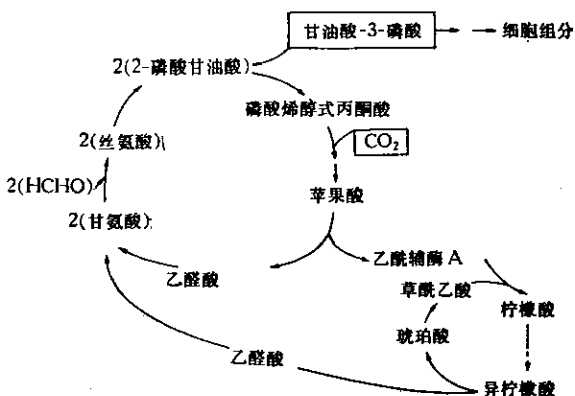 甘油酸-3-磷酸
细胞组分
2(2-磷酸甘油酸)
磷酸烯醇式丙酮酸
CO₂
2(丝氨酸)
2(HCHO)
苹果酸
2(甘氨酸)
乙酰辅酶 A
乙醛酸
草酰乙酸
柠檬酸
琥珀酸
乙醛酸
异柠檬酸